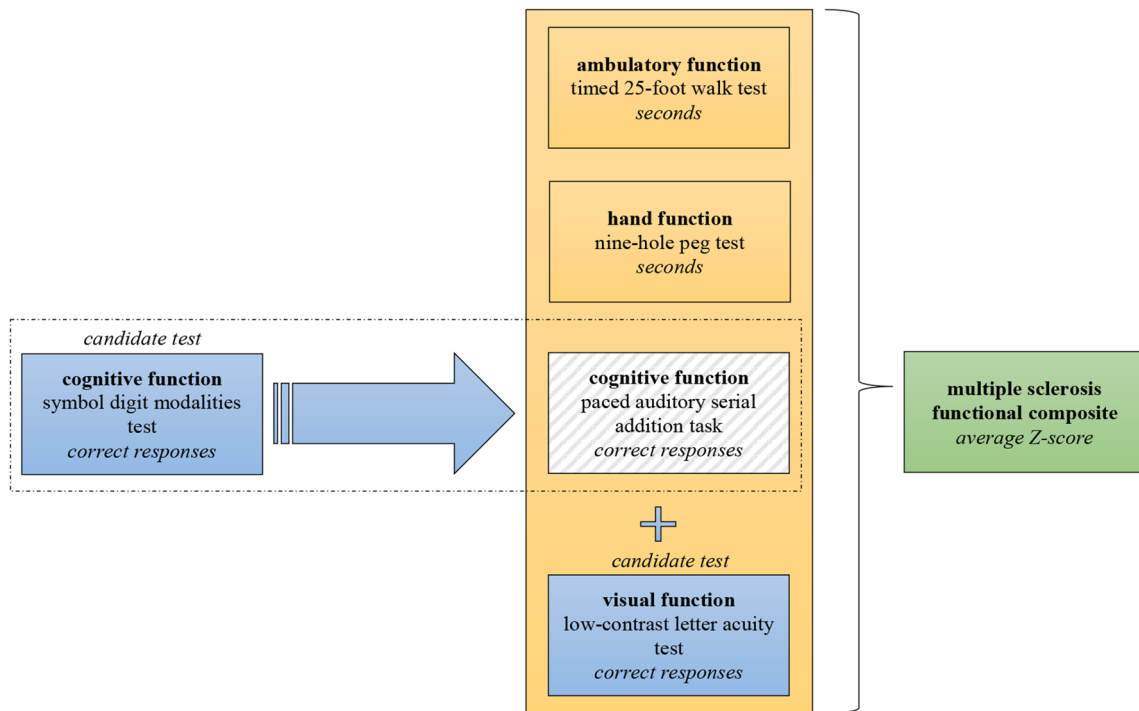 ambulatory function
timed 25-foot walk test
seconds
hand function
nine-hole peg test
seconds
candidate test
cognitive function
symbol digit modalities
test
correct responses
cognitive function
paced auditory serial
addition task
correct responses
multiple sclerosis
functional composite
average Z-score
candidate test
visual function
low-contrast letter acuity
test
correct responses